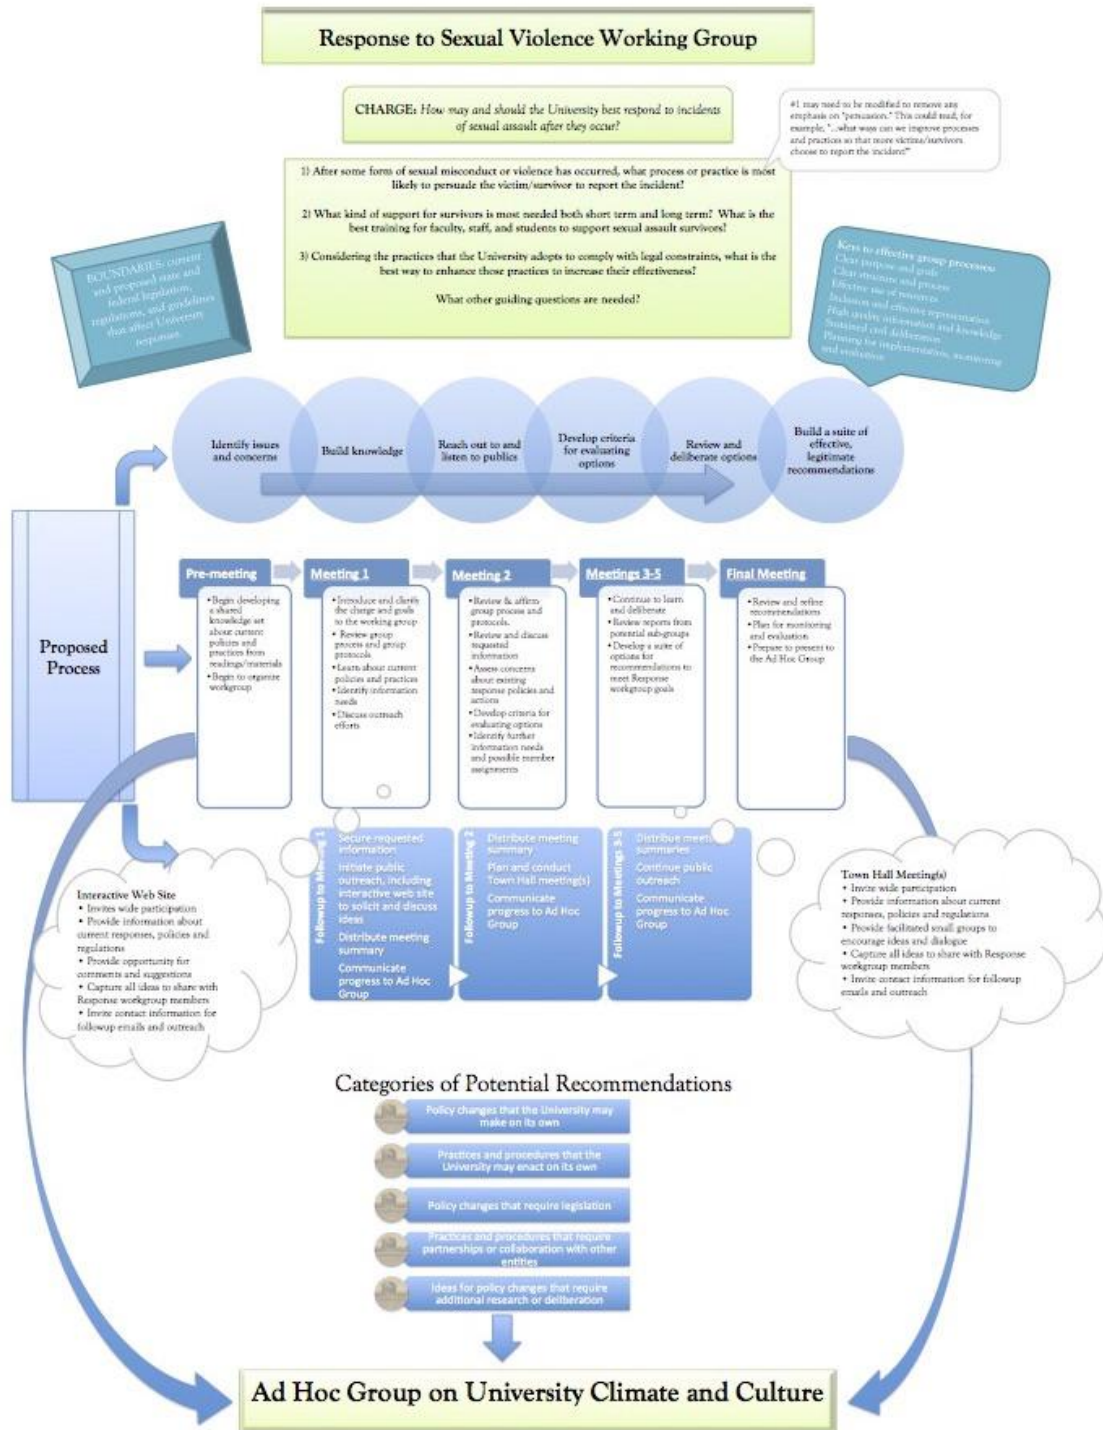 Response to Sexual Violence Working Group
CHARGE: How may and should the University best respond to incidents
of sexual assault after they occur?
#1 may need to be modified to remove any
emphasis on "persuasion." This could read, for
example, "...what ways can we improve processes
and practices so that more victims/survivors
choose to report the incident?"
1) After some form of sexual misconduct or violence has occurred, what process or practice is most
likely to persuade the victim/survivor to report the incident?
2) What kind of support for survivors is most needed both short term and long term? What is the
best training for faculty, staff, and students to support sexual assault survivors?
3) Considering the practices that the University adopts to comply with legal constraints, what is the
best way to enhance those practices to increase their effectiveness?
What other guiding questions are needed?
BOUNDARIES: current
and proposed state and
federal legislation,
regulations, and guidelines
that affect University
responses.
Keys to effective group processes:
Clear purpose and goals
Clear structure and process
Effective use of resources
Inclusion and effective representation
High quality information and knowledge
Sustained civil deliberation
Planning for implementation, monitoring
and evaluation
Identify issues
and concerns
Build knowledge
Reach out to and
listen to publics
Develop criteria
for evaluating
options
Review and
deliberate options
Build a suite of
effective,
legitimate
recommendations
Proposed
Process
Pre-meeting
•Begin developing
a shared
knowledge set
about current
policies and
practices from
readings/materials
•Begin to organize
workgroup
Meeting 1
•Introduce and clarify
the charge and goals
to the working group
• Review group
process and group
protocols
•Learn about current
policies and practices
•Identify information
needs
•Discuss outreach
efforts
Meeting 2
•Review & affirm
group process and
protocols.
•Review and discuss
requested
information
•Assess concerns
about existing
response policies and
actions
•Develop criteria for
evaluating options
•Identify further
information needs
and possible member
assignments
Meetings 3-5
•Continue to learn
and deliberate
•Review reports from
potential sub-groups
•Develop a suite of
options for
recommendations to
meet Response
workgroup goals
Final Meeting
•Review and refine
recommendations
•Plan for monitoring
and evaluation
•Prepare to present to
the Ad Hoc Group
Followup to Meeting 1
Secure requested
information
Initiate public
outreach, including
interactive web site
to solicit and discuss
ideas
Distribute meeting
summary
Communicate
progress to Ad Hoc
Group
Followup to Meeting 2
Distribute meeting
summary
Plan and conduct
Town Hall meeting(s)
Communicate
progress to Ad Hoc
Group
Followup to Meetings 3-5
Distribute meeting
summaries
Continue public
outreach
Communicate
progress to Ad Hoc
Group
Interactive Web Site
• Invites wide participation
• Provide information about
current responses, policies and
regulations
• Provide opportunity for
comments and suggestions
• Capture all ideas to share with
Response workgroup members
• Invite contact information for
followup emails and outreach
Town Hall Meeting(s)
• Invite wide participation
• Provide information about current
responses, policies and regulations
• Provide facilitated small groups to
encourage ideas and dialogue
• Capture all ideas to share with Response
workgroup members
• Invite contact information for followup
emails and outreach
Categories of Potential Recommendations
Policy changes that the University may
make on its own
Practices and procedures that the
University may enact on its own
Policy changes that require legislation
Practices and procedures that require
partnerships or collaboration with other
entities
Ideas for policy changes that require
additional research or deliberation
Ad Hoc Group on University Climate and Culture